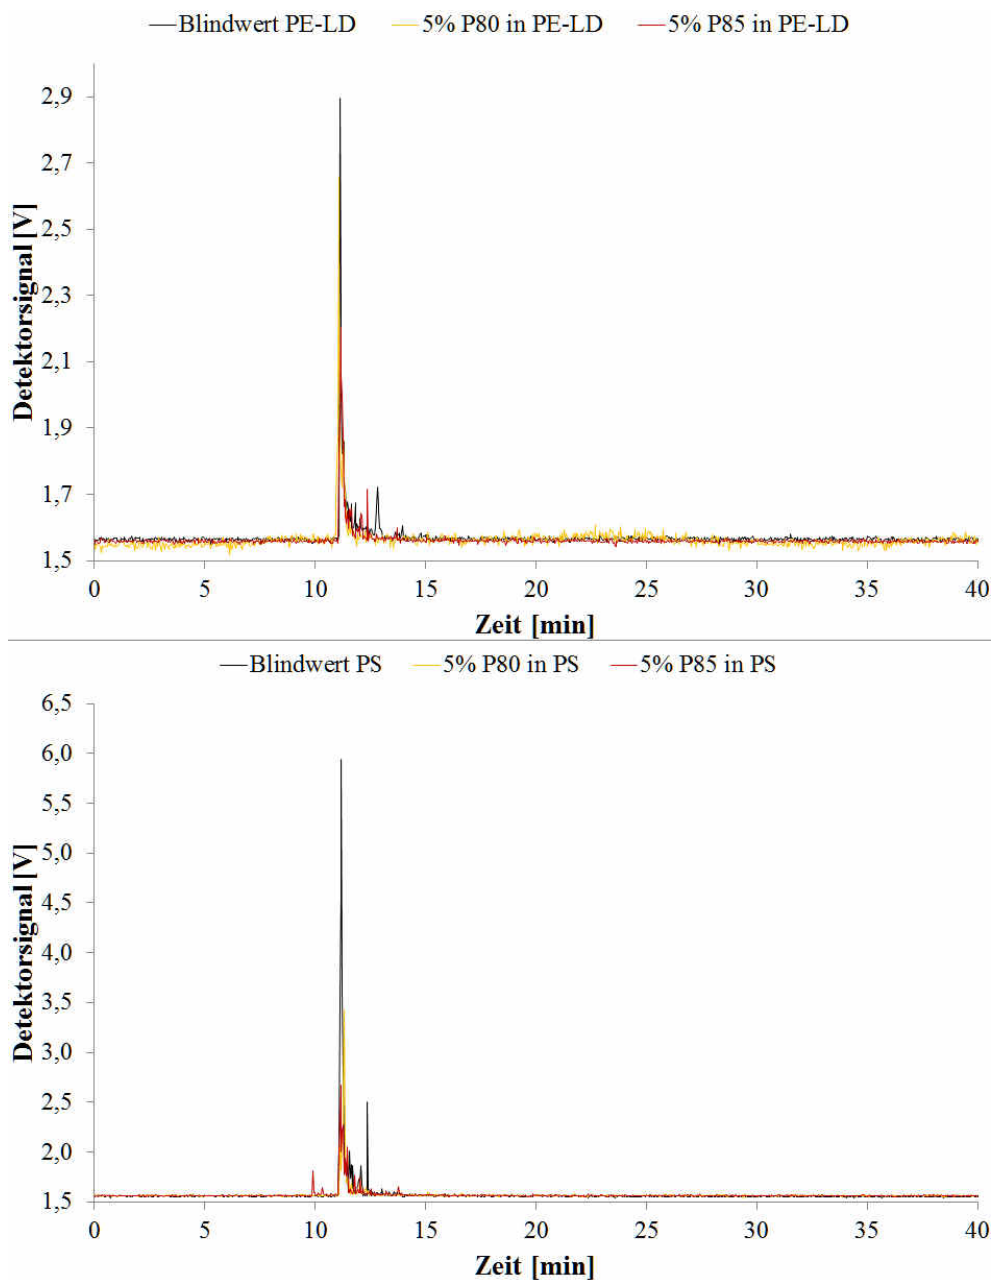 Blindwert PE-LD 5% P80 in PE-LD 5% P85 in PE-LD
Detektorsignal [V]
2,9
2,7
2,5
2,3
2,1
1,9
1,7
1,5
0 5 10 15 20 25 30 35 40
Zeit [min]
Blindwert PS 5% P80 in PS 5% P85 in PS
Detektorsignal [V]
6,5
6,0
5,5
5,0
4,5
4,0
3,5
3,0
2,5
2,0
1,5
0 5 10 15 20 25 30 35 40
Zeit [min]